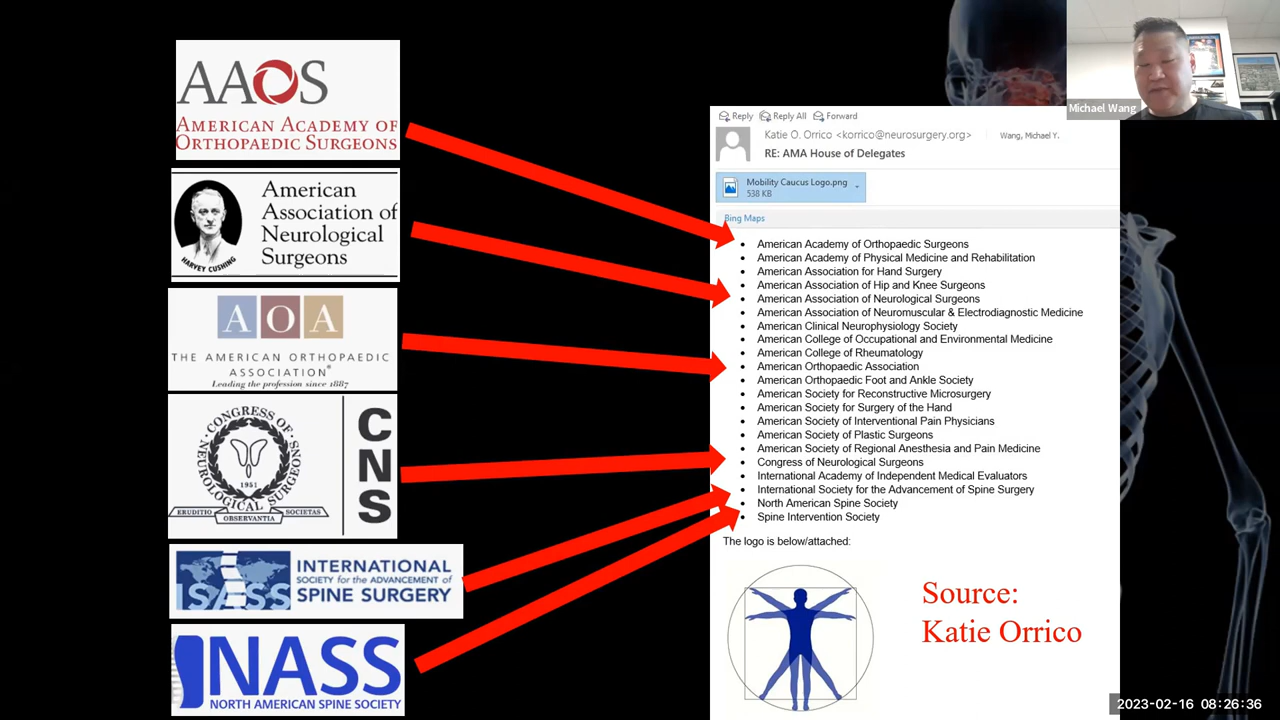 AAOS
AMERICAN ACADEMY OF
ORTHOPAEDIC SURGEONS
American
Association of
Neurological
Surgeons
HARVEY CUSHING
AOA
THE AMERICAN ORTHOPAEDIC
ASSOCIATION®
Leading the profession since 1887
CONGRESS OF
NEUROLOGICAL SURGEONS
1951
ERUDITIO
OBSERVANTIA
SOCIETAS
C
N
S
ISASS
INTERNATIONAL
SOCIETY for the ADVANCEMENT of
SPINE SURGERY
NASS
NORTH AMERICAN SPINE SOCIETY
Michael Wang
Reply Reply All Forward
Katie O. Orrico <korrico@neurosurgery.org> Wang, Michael Y.
RE: AMA House of Delegates
Mobility Caucus Logo.png
538 KB
Bing Maps
• American Academy of Orthopaedic Surgeons
• American Academy of Physical Medicine and Rehabilitation
• American Association for Hand Surgery
• American Association of Hip and Knee Surgeons
• American Association of Neurological Surgeons
• American Association of Neuromuscular & Electrodiagnostic Medicine
• American Clinical Neurophysiology Society
• American College of Occupational and Environmental Medicine
• American College of Rheumatology
• American Orthopaedic Association
• American Orthopaedic Foot and Ankle Society
• American Society for Reconstructive Microsurgery
• American Society for Surgery of the Hand
• American Society of Interventional Pain Physicians
• American Society of Plastic Surgeons
• American Society of Regional Anesthesia and Pain Medicine
• Congress of Neurological Surgeons
• International Academy of Independent Medical Evaluators
• International Society for the Advancement of Spine Surgery
• North American Spine Society
• Spine Intervention Society
The logo is below/attached:
Source:
Katie Orrico
2023-02-16 08:26:36